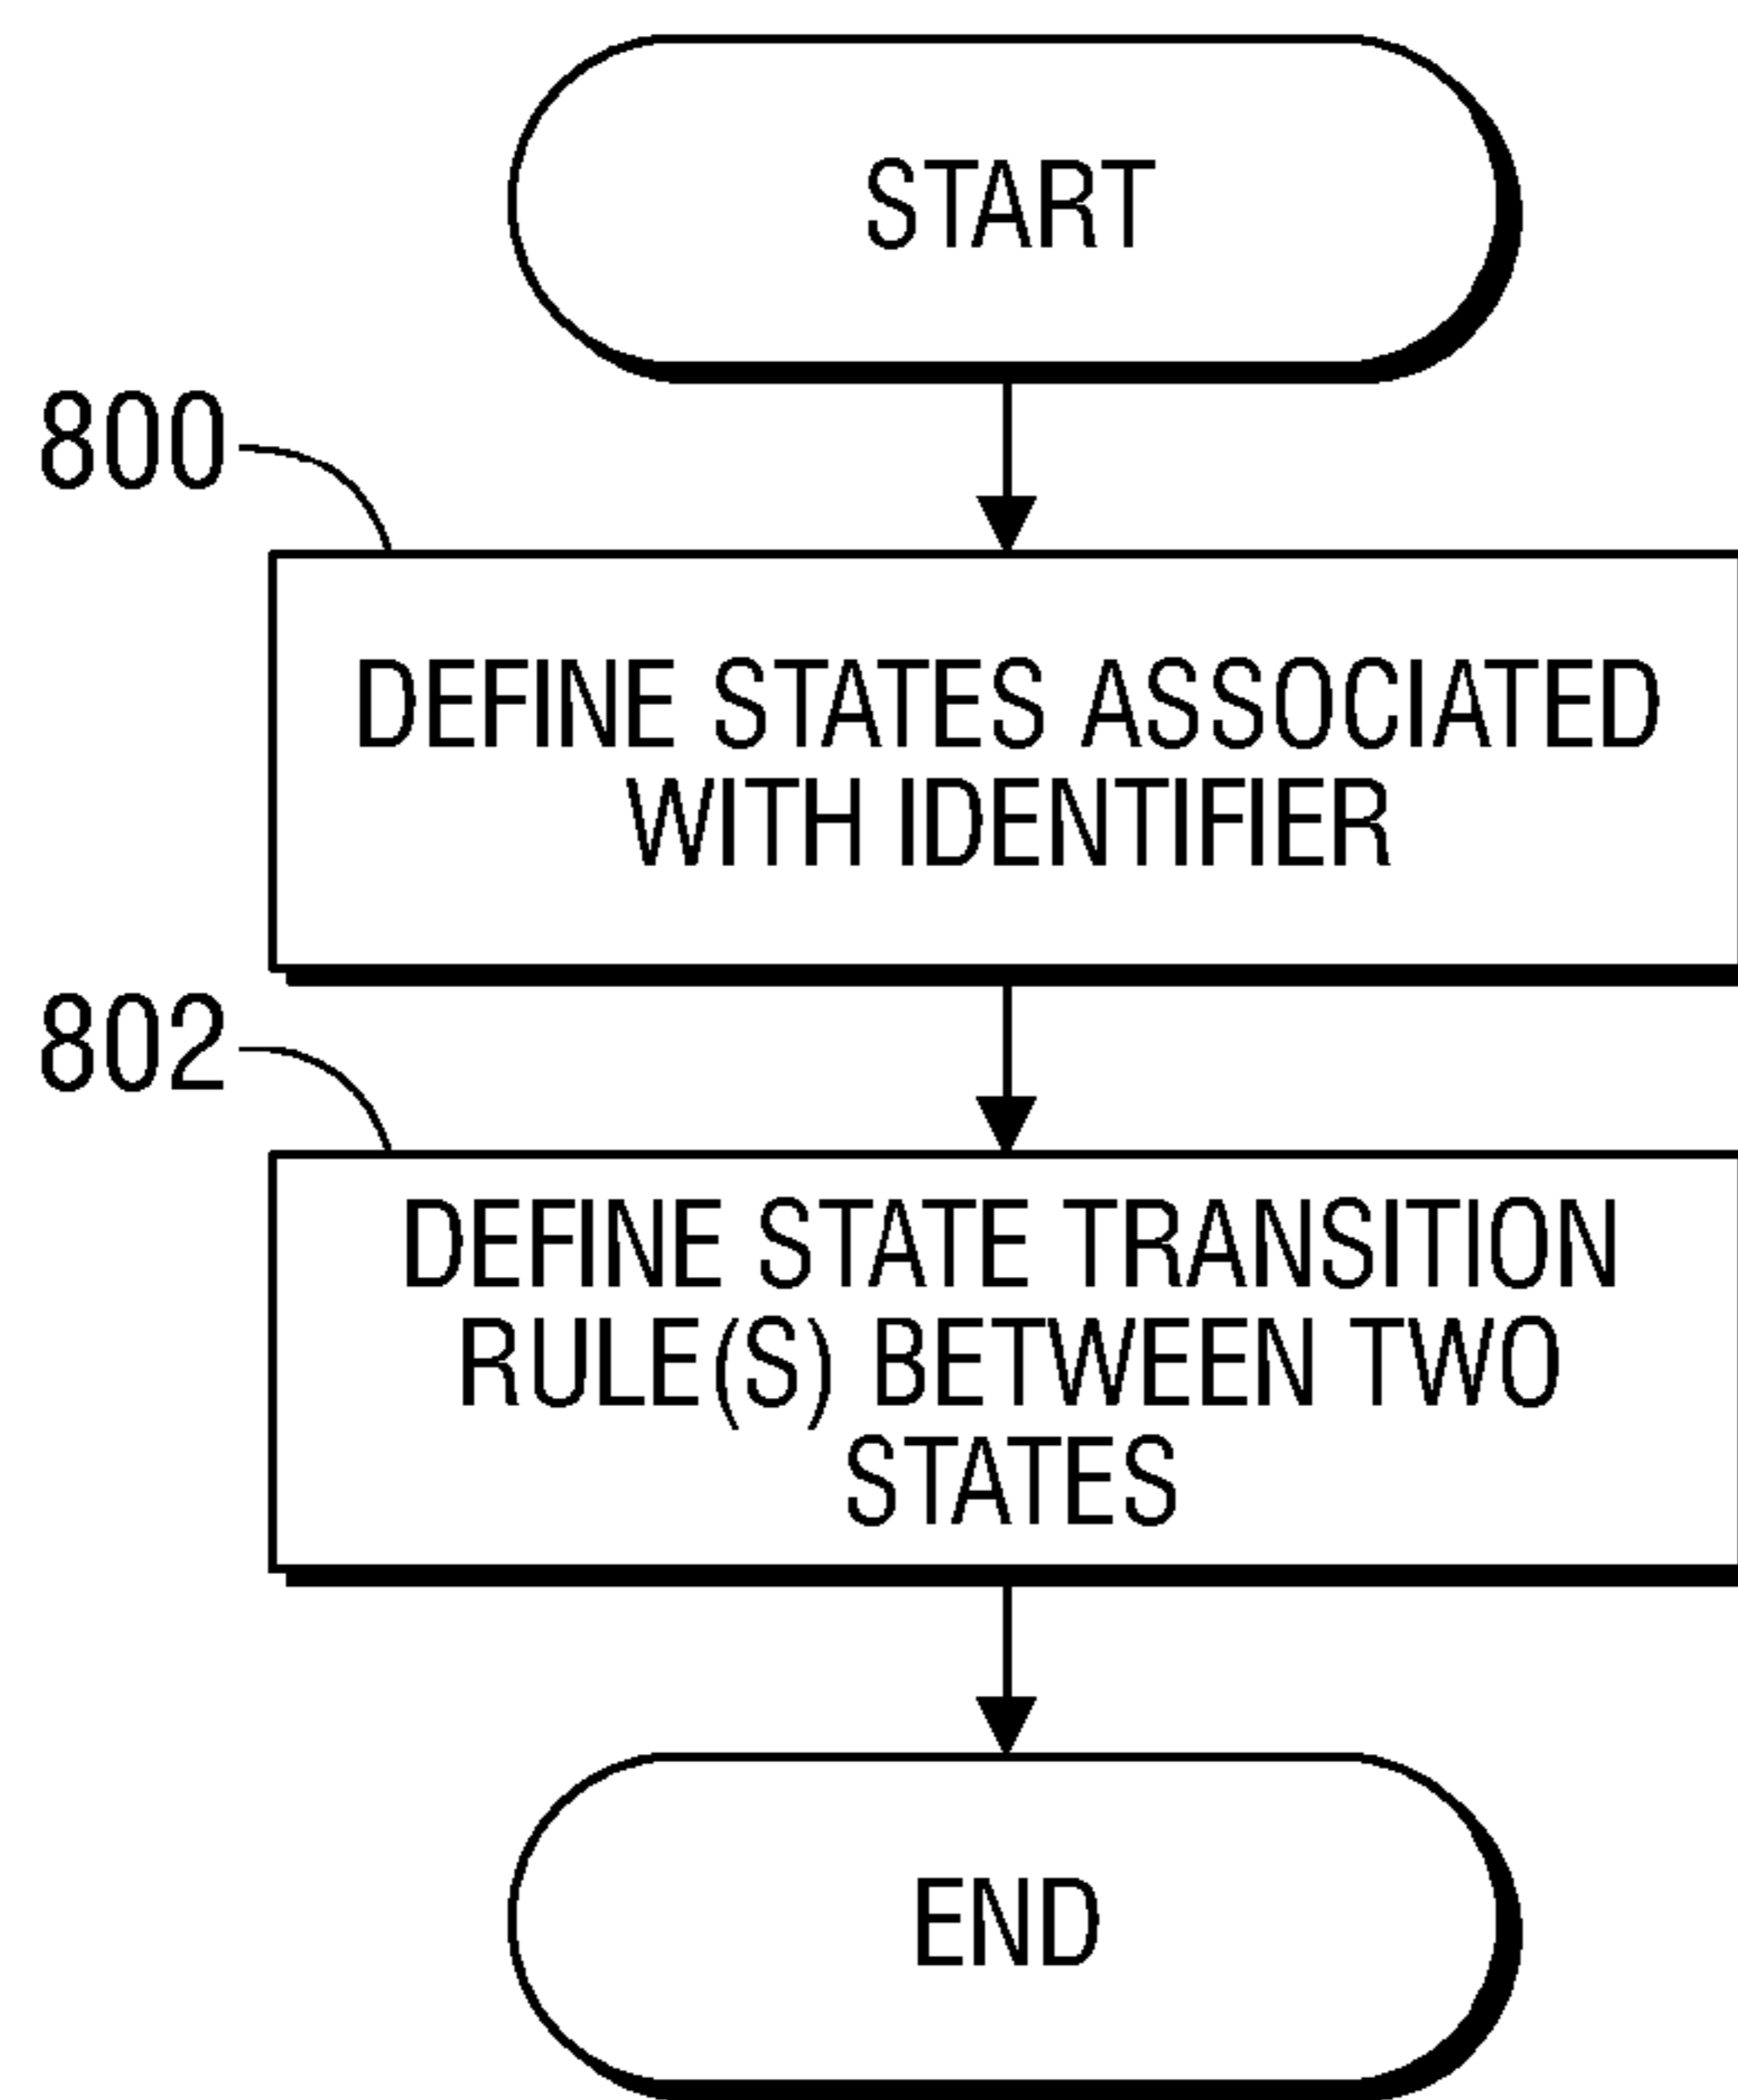 START
800
DEFINE STATES ASSOCIATED
WITH IDENTIFIER
802
DEFINE STATE TRANSITION
RULE(S) BETWEEN TWO
STATES
END